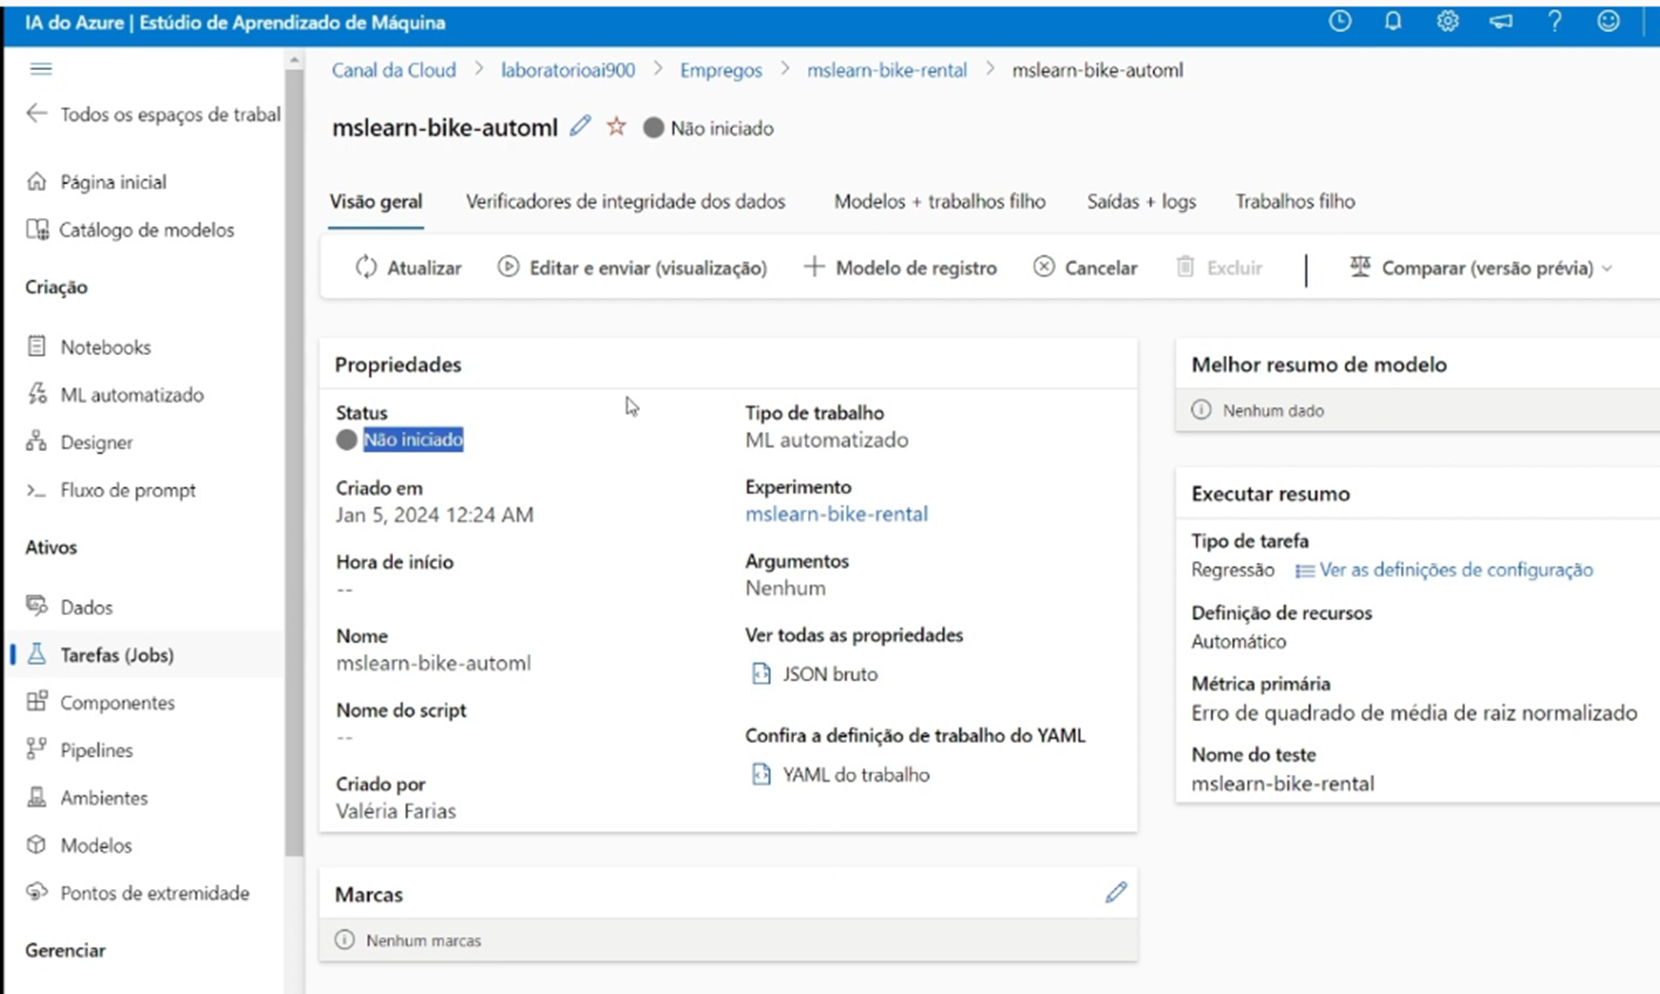 IA do Azure | Estúdio de Aprendizado de Máquina
Canal da Cloud > laboratorioai900 > Empregos > mslearn-bike-rental > mslearn-bike-automl
Todos os espaços de trabal
mslearn-bike-automl Não iniciado
Página inicial
Catálogo de modelos
Criação
Notebooks
ML automatizado
Designer
Fluxo de prompt
Ativos
Dados
Tarefas (Jobs)
Componentes
Pipelines
Ambientes
Modelos
Pontos de extremidade
Gerenciar
Visão geral Verificadores de integridade dos dados Modelos + trabalhos filho Saídas + logs Trabalhos filho
Atualizar Editar e enviar (visualização) Modelo de registro Cancelar Excluir Comparar (versão prévia)
Propriedades
Status
Não iniciado
Criado em
Jan 5, 2024 12:24 AM
Hora de início
--
Nome
mslearn-bike-automl
Nome do script
--
Criado por
Valéria Farias
Tipo de trabalho
ML automatizado
Experimento
mslearn-bike-rental
Argumentos
Nenhum
Ver todas as propriedades
JSON bruto
Confira a definição de trabalho do YAML
YAML do trabalho
Marcas
Nenhum marcas
Melhor resumo de modelo
Nenhum dado
Executar resumo
Tipo de tarefa
Regressão Ver as definições de configuração
Definição de recursos
Automático
Métrica primária
Erro de quadrado de média de raiz normalizado
Nome do teste
mslearn-bike-rental